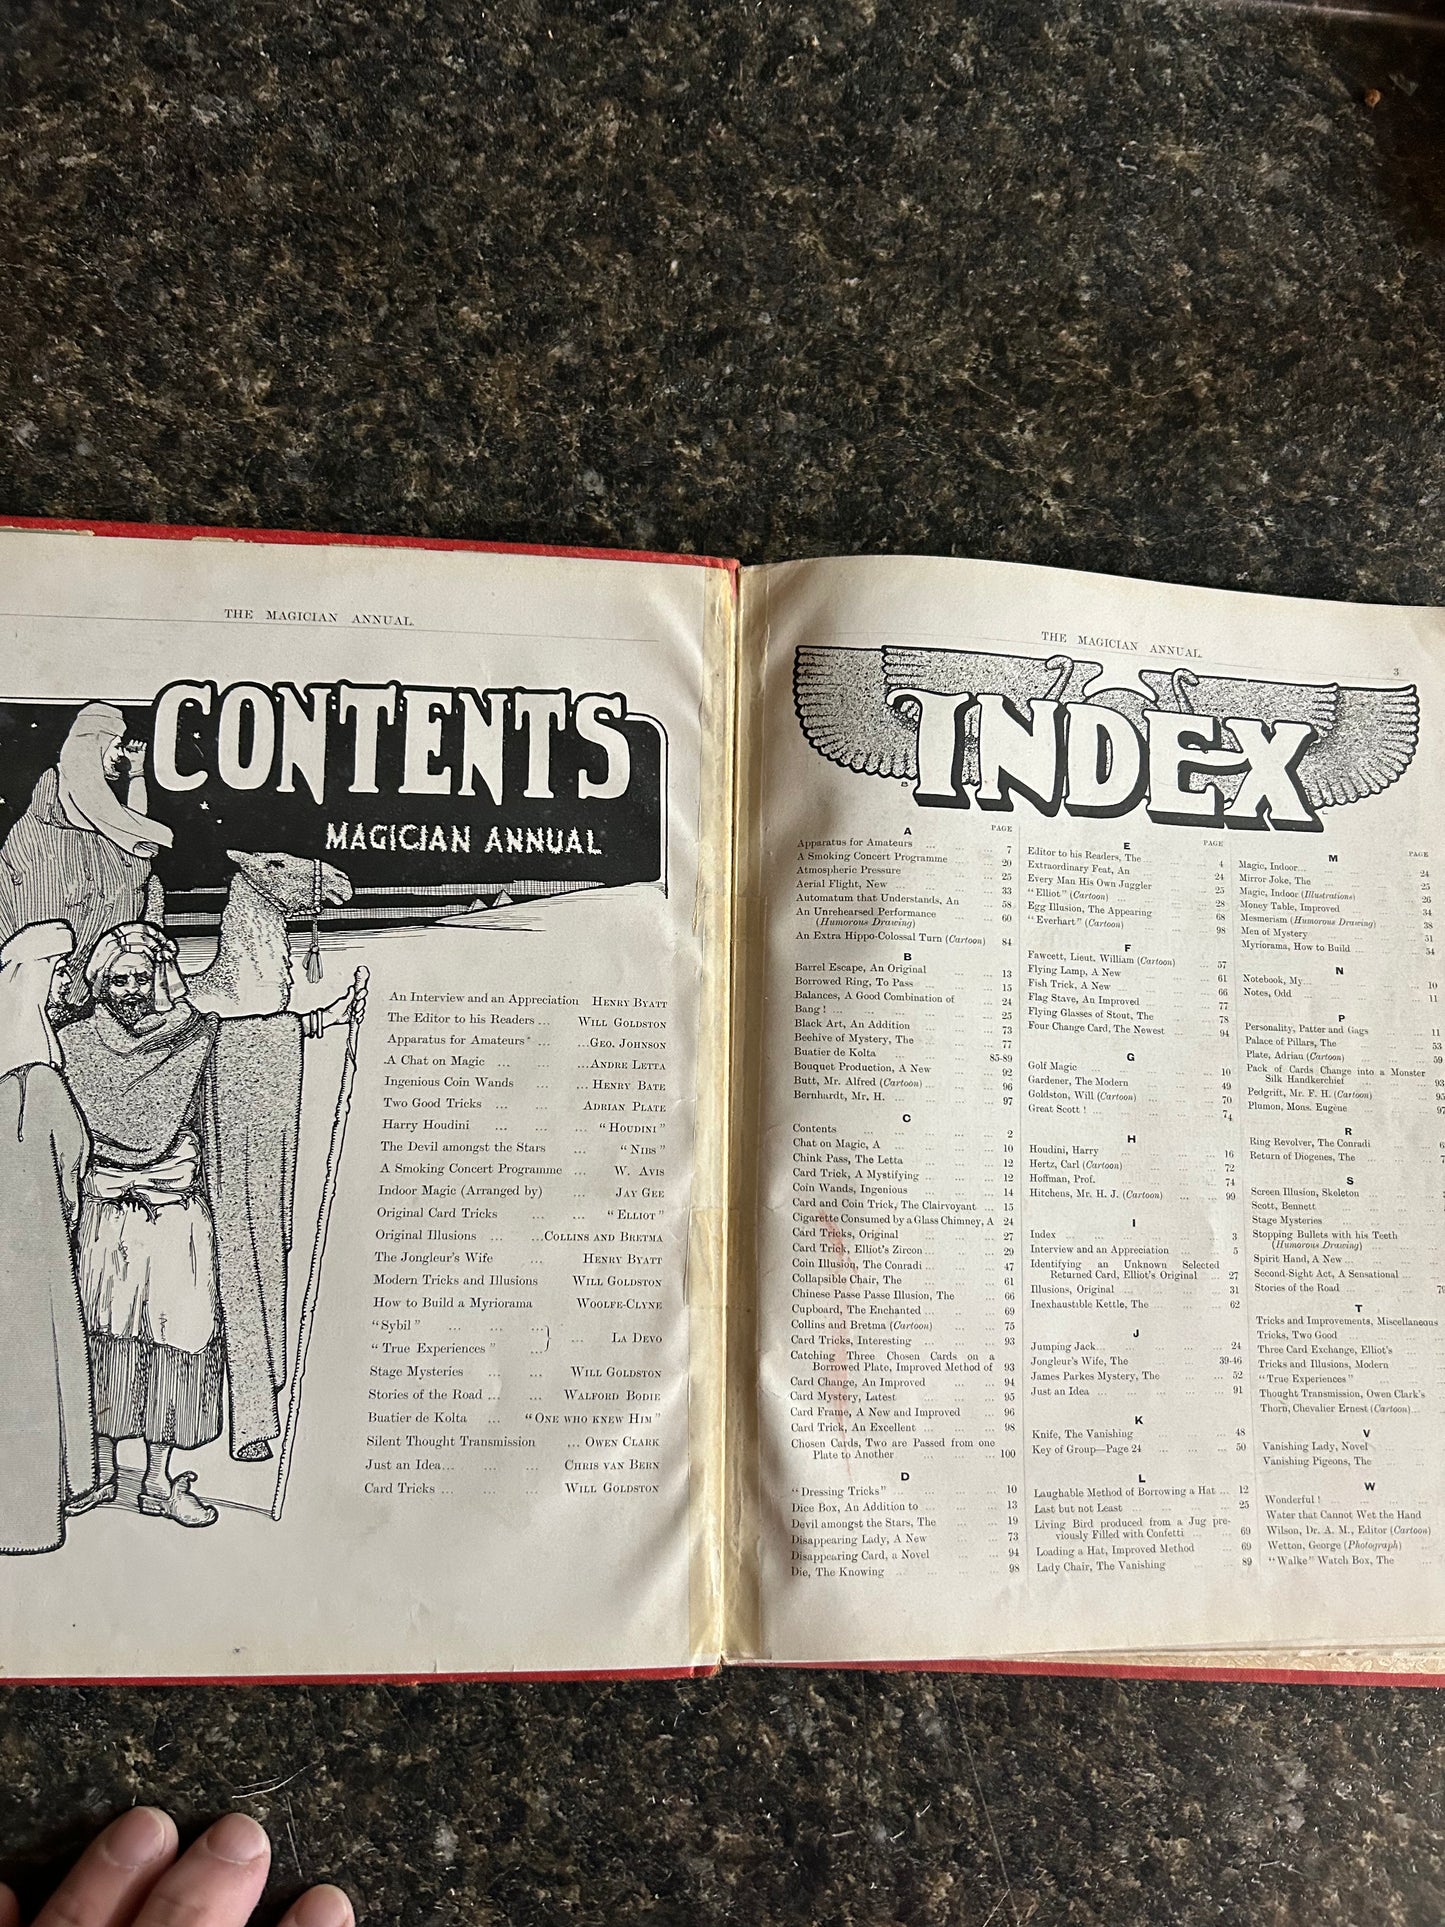 THE MAGICIAN ANNUAL.
CONTENTS
MAGICIAN ANNUAL
An Interview and an Appreciation HENRY BYATT
The Editor to his Readers ... WILL GOLDSTON
Apparatus for Amateurs ... ...GEO. JOHNSON
A Chat on Magic ... ... ...ANDRE LETTA
Ingenious Coin Wands ... ... HENRY BATE
Two Good Tricks ... ... ADRIAN PLATE
Harry Houdini ... ... ... "HOUDINI"
The Devil amongst the Stars ... "NIBS"
A Smoking Concert Programme ... W. AVIS
Indoor Magic (Arranged by) ... JAY GEE
Original Card Tricks ... ... "ELLIOT"
Original Illusions ... ...COLLINS AND BRETMA
The Jongleur's Wife ... HENRY BYATT
Modern Tricks and Illusions WILL GOLDSTON
How to Build a Myriorama WOOLFE-CLYNE
"Sybil" ... ... ...} ... LA DEVO
"True Experiences" ...
Stage Mysteries ... ... WILL GOLDSTON
Stories of the Road ... ... WALFORD BODIE
Buatier de Kolta ... "ONE WHO KNEW HIM"
Silent Thought Transmission ... OWEN CLARK
Just an Idea... ... ... CHRIS VAN BERN
Card Tricks ... ... ... WILL GOLDSTON
THE MAGICIAN ANNUAL.
3
INDEX
A
PAGE
Apparatus for Amateurs ... ... 7
A Smoking Concert Programme ... 20
Atmospheric Pressure ... ... 25
Aerial Flight, New ... ... ... 33
Automatum that Understands, An ... 58
An Unrehearsed Performance
(Humorous Drawing) ... ... 60
An Extra Hippo-Colossal Turn (Cartoon) 84
B
Barrel Escape, An Original ... ... 13
Borrowed Ring, To Pass ... ... 15
Balances, A Good Combination of ... 24
Bang! ... ... ... ... 25
Black Art, An Addition ... ... 73
Beehive of Mystery, The ... ... 77
Buatier de Kolta ... ... 85-89
Bouquet Production, A New ... ... 92
Butt, Mr. Alfred (Cartoon) ... ... 96
Bernhardt, Mr. H. ... ... ... 97
C
Contents ... ... ... ... 2
Chat on Magic, A ... ... ... 10
Chink Pass, The Letta ... ... 12
Card Trick, A Mystifying ... ... 12
Coin Wands, Ingenious ... ... 14
Card and Coin Trick, The Clairvoyant ... 15
Cigarette Consumed by a Glass Chimney, A 24
Card Tricks, Original ... ... 27
Card Trick, Elliot's Zircon ... ... 29
Coin Illusion, The Conradi ... ... 47
Collapsible Chair, The ... ... 61
Chinese Passe Passe Illusion, The ... 66
Cupboard, The Enchanted ... ... 69
Collins and Bretma (Cartoon) ... ... 75
Card Tricks, Interesting ... ... 93
Catching Three Chosen Cards on a
Borrowed Plate, Improved Method of 93
Card Change, An Improved ... ... 94
Card Mystery, Latest ... ... 95
Card Frame, A New and Improved ... 96
Card Trick, An Excellent ... ... 98
Chosen Cards, Two are Passed from one
Plate to Another ... ... ... 100
D
"Dressing Tricks" ... ... ... 10
Dice Box, An Addition to ... ... 13
Devil amongst the Stars, The ... ... 19
Disappearing Lady, A New ... ... 73
Disappearing Card, a Novel ... ... 94
Die, The Knowing ... ... ... 98
E
PAGE
Editor to his Readers, The ... ... 4
Extraordinary Feat, An ... ... 24
Every Man His Own Juggler ... 25
"Elliot" (Cartoon) ... ... 28
Egg Illusion, The Appearing ... 68
"Everhart" (Cartoon) ... ... 98
F
Fawcett, Lieut. William (Cartoon) ... 57
Flying Lamp, A New ... ... 61
Fish Trick, A New ... ... 66
Flag Stave, An Improved ... ... 77
Flying Glasses of Stout, The ... 78
Four Change Card, The Newest ... 94
G
Golf Magic ... ... ... 10
Gardener, The Modern ... ... 49
Goldston, Will (Cartoon) ... ... 70
Great Scott! ... ... ... 74
H
Houdini, Harry ... ... ... 16
Hertz, Carl (Cartoon) ... ... 72
Hoffman, Prof. ... ... ... 74
Hitchens, Mr. H. J. (Cartoon) ... 99
I
Index ... ... ... ... 3
Interview and an Appreciation ... 5
Identifying an Unknown Selected
Returned Card, Elliot's Original ... 27
Illusions, Original ... ... ... 31
Inexhaustible Kettle, The ... ... 62
J
Jumping Jack... ... ... ... 24
Jongleur's Wife, The ... ... 39-46
James Parkes Mystery, The ... ... 52
Just an Idea ... ... ... 91
K
Knife, The Vanishing ... ... 48
Key of Group—Page 24 ... ... 50
L
Laughable Method of Borrowing a Hat ... 12
Last but not Least ... ... ... 25
Living Bird produced from a Jug pre-
viously Filled with Confetti ... ... 69
Loading a Hat, Improved Method ... 69
Lady Chair, The Vanishing ... ... 89
M
PAGE
Magic, Indoor... ... ... 24
Mirror Joke, The ... ... 25
Magic, Indoor (Illustrations) ... 26
Money Table, Improved ... ... 34
Mesmerism (Humorous Drawing) ... 38
Men of Mystery ... ... ... 51
Myriorama, How to Build ... ... 54
N
Notebook, My... ... ... 10
Notes, Odd ... ... ... 11
P
Personality, Patter and Gags ... 11
Palace of Pillars, The ... ... 53
Plate, Adrian (Cartoon) ... ... 59
Pack of Cards Change into a Monster
Silk Handkerchief ... ... 93
Pedgrift, Mr. F. H. (Cartoon) ... 95
Plumon, Mons. Eugene ... ... 97
R
Ring Revolver, The Conradi ...
Return of Diogenes, The ...
S
Screen Illusion, Skeleton
Scott, Bennett
Stage Mysteries
Stopping Bullets with his Teeth
(Humorous Drawing)
Spirit Hand, A New ...
Second-Sight Act, A Sensational ...
Stories of the Road ...
T
Tricks and Improvements, Miscellaneous
Tricks, Two Good
Three Card Exchange, Elliot's
Tricks and Illusions, Modern
"True Experiences"
Thought Transmission, Owen Clark's
Thorn, Chevalier Ernest (Cartoon)...
V
Vanishing Lady, Novel
Vanishing Pigeons, The
W
Wonderful!
Water that Cannot Wet the Hand
Wilson, Dr. A. M., Editor (Cartoon)
Wetton, George (Photograph)
"Walke" Watch Box, The